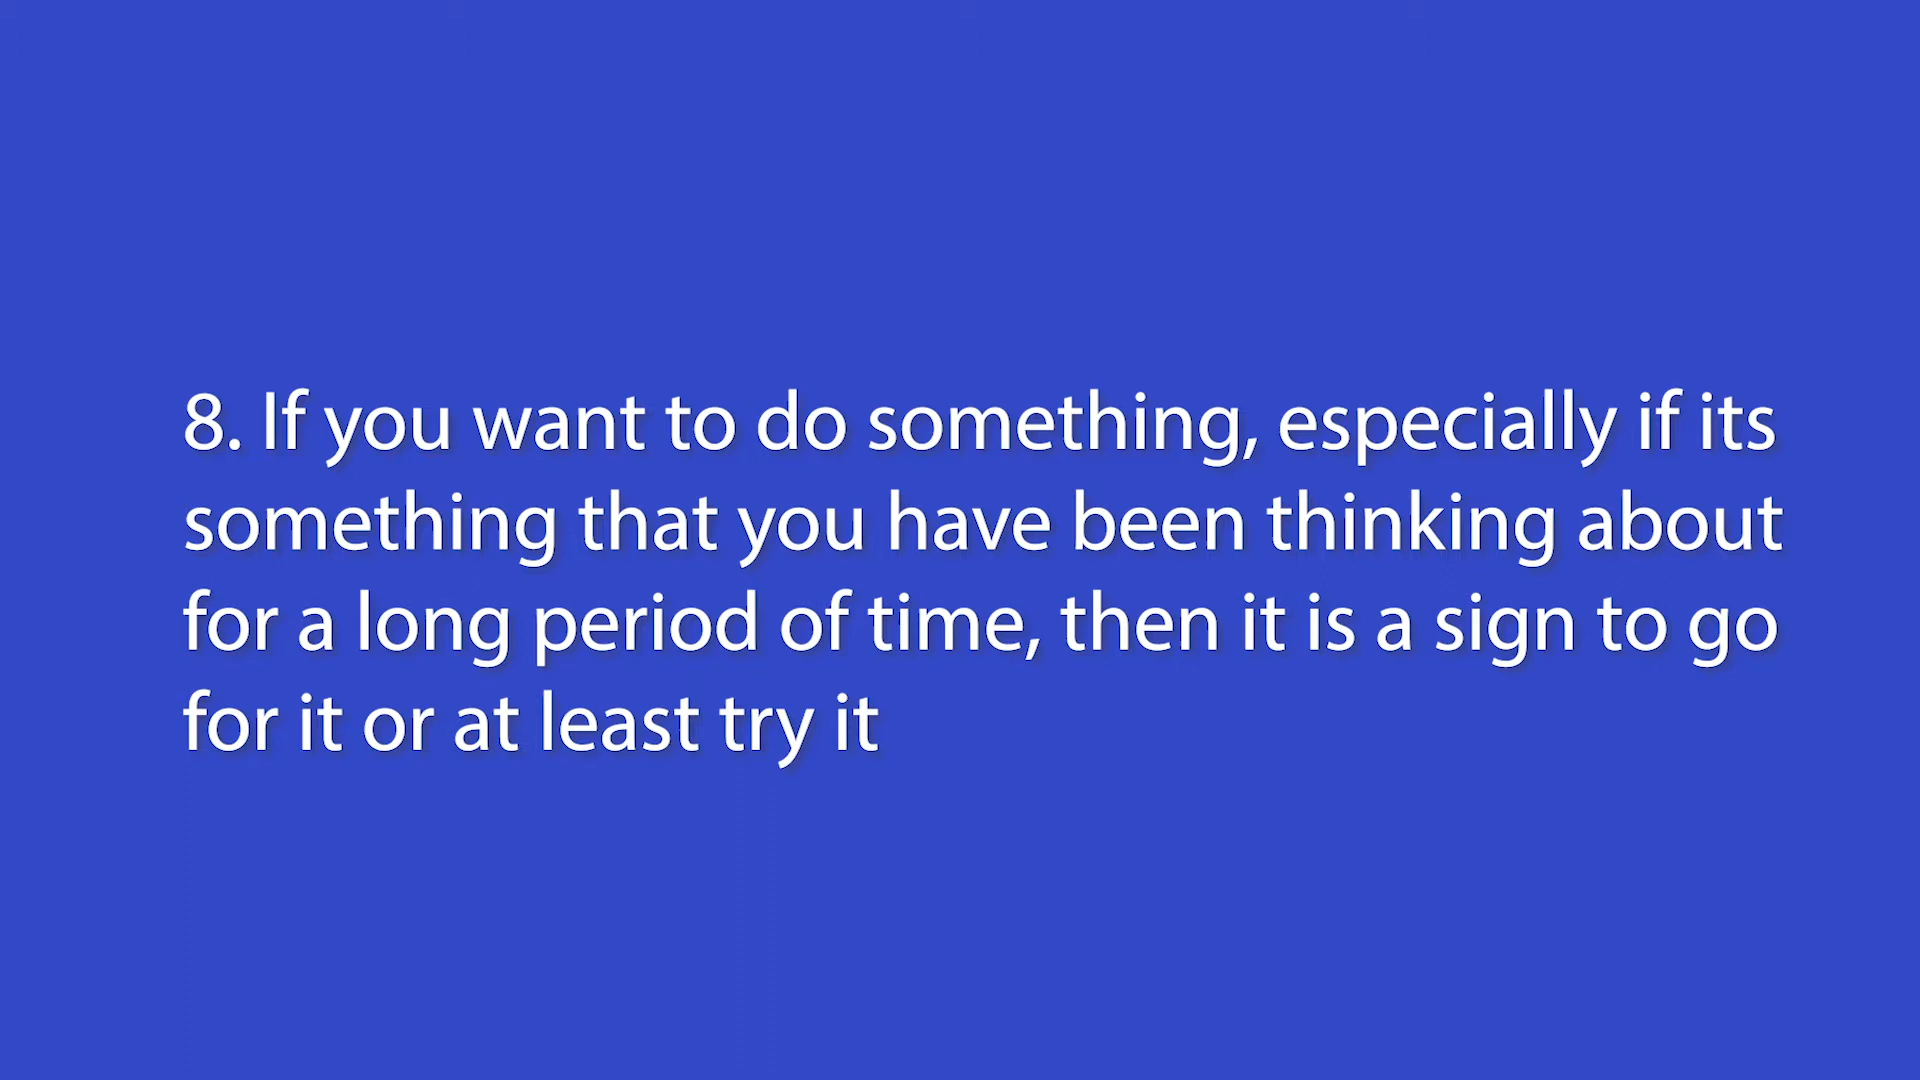 8. If you want to do something, especially if its
something that you have been thinking about
for a long period of time, then it is a sign to go
for it or at least try it